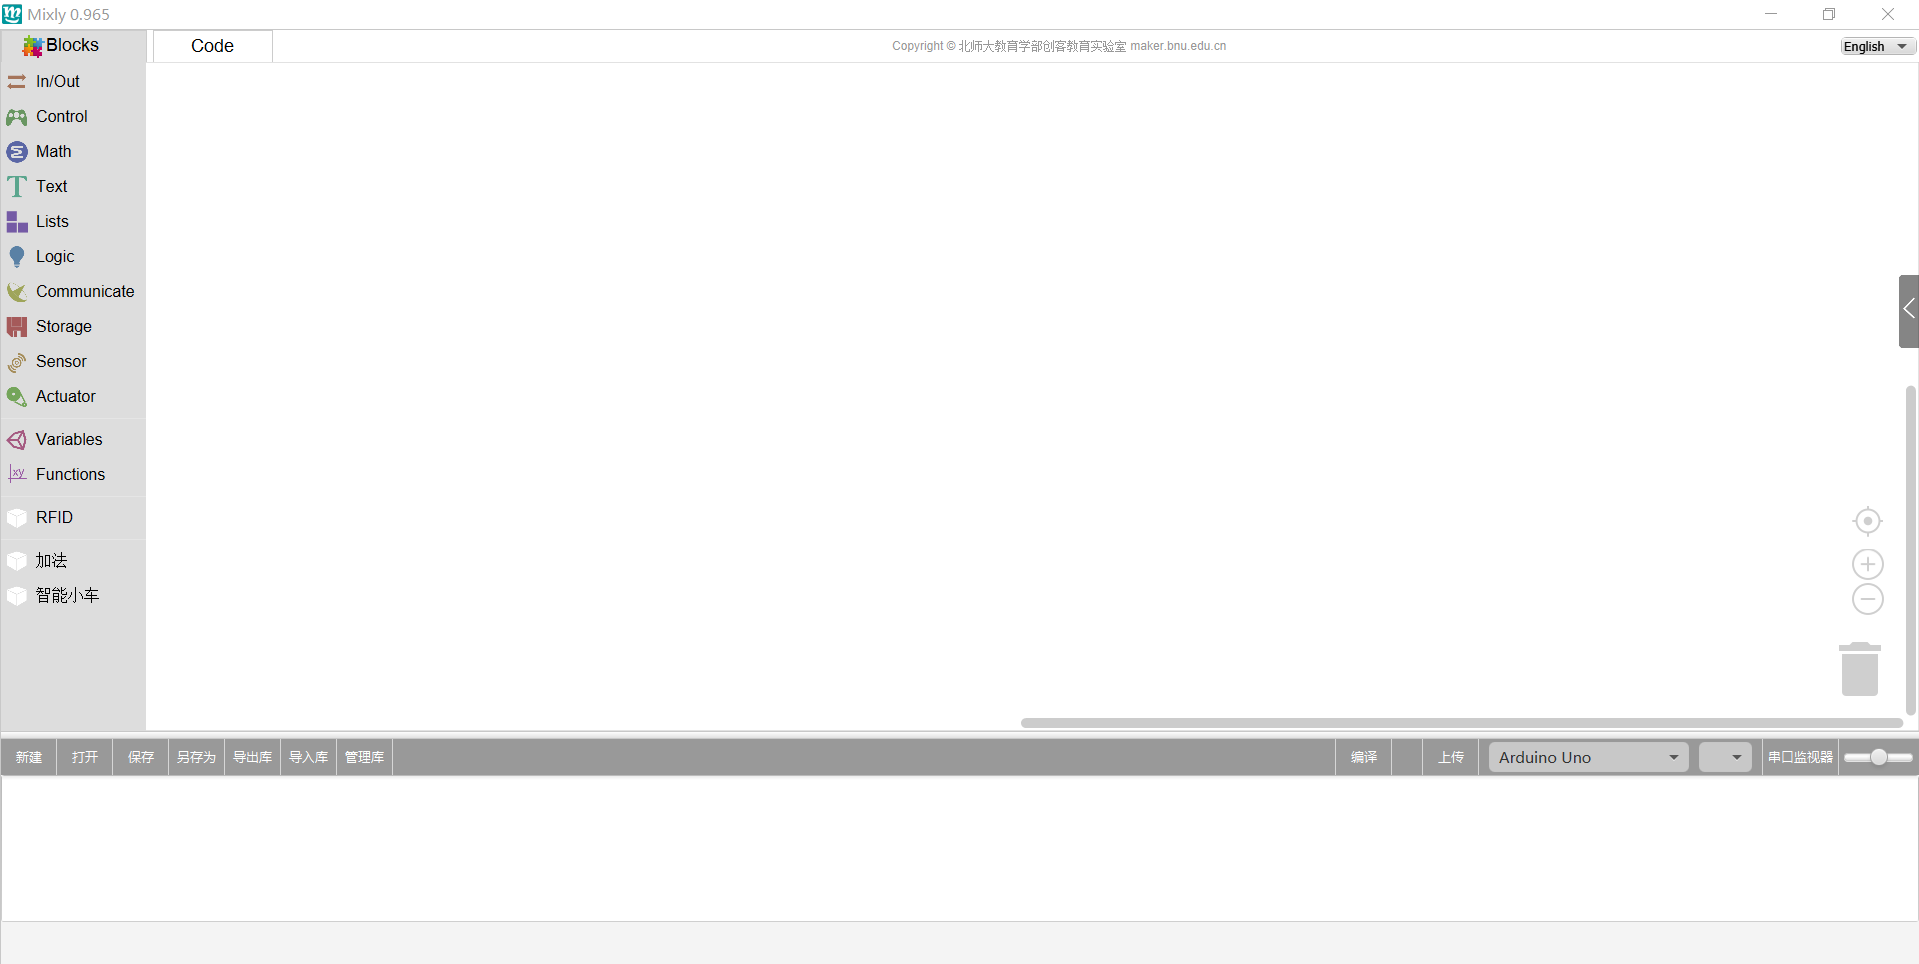 Mixly 0.965
Blocks
Code
Copyright © 北师大教育学部创客教育实验室 maker.bnu.edu.cn
English
In/Out
Control
Math
Text
Lists
Logic
Communicate
Storage
Sensor
Actuator
Variables
Functions
RFID
加法
智能小车
新建 打开 保存 另存为 导出库 导入库 管理库 编译 上传 Arduino Uno 串口监视器